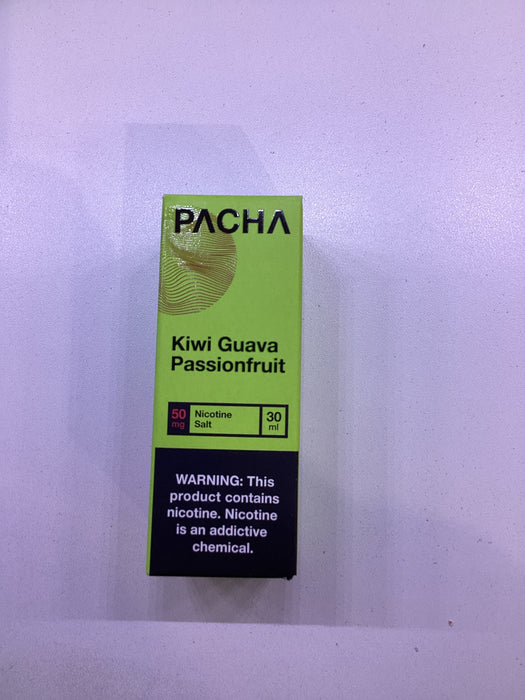 PACHA
Kiwi Guava
Passionfruit
50
mg
Nicotine
Salt
30
ml
WARNING: This
product contains
nicotine. Nicotine
is an addictive
chemical.